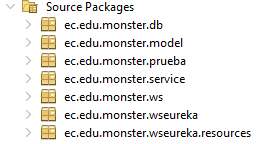 Source Packages
ec.edu.monster.db
ec.edu.monster.model
ec.edu.monster.prueba
ec.edu.monster.service
ec.edu.monster.ws
ec.edu.monster.wseureka
ec.edu.monster.wseureka.resources